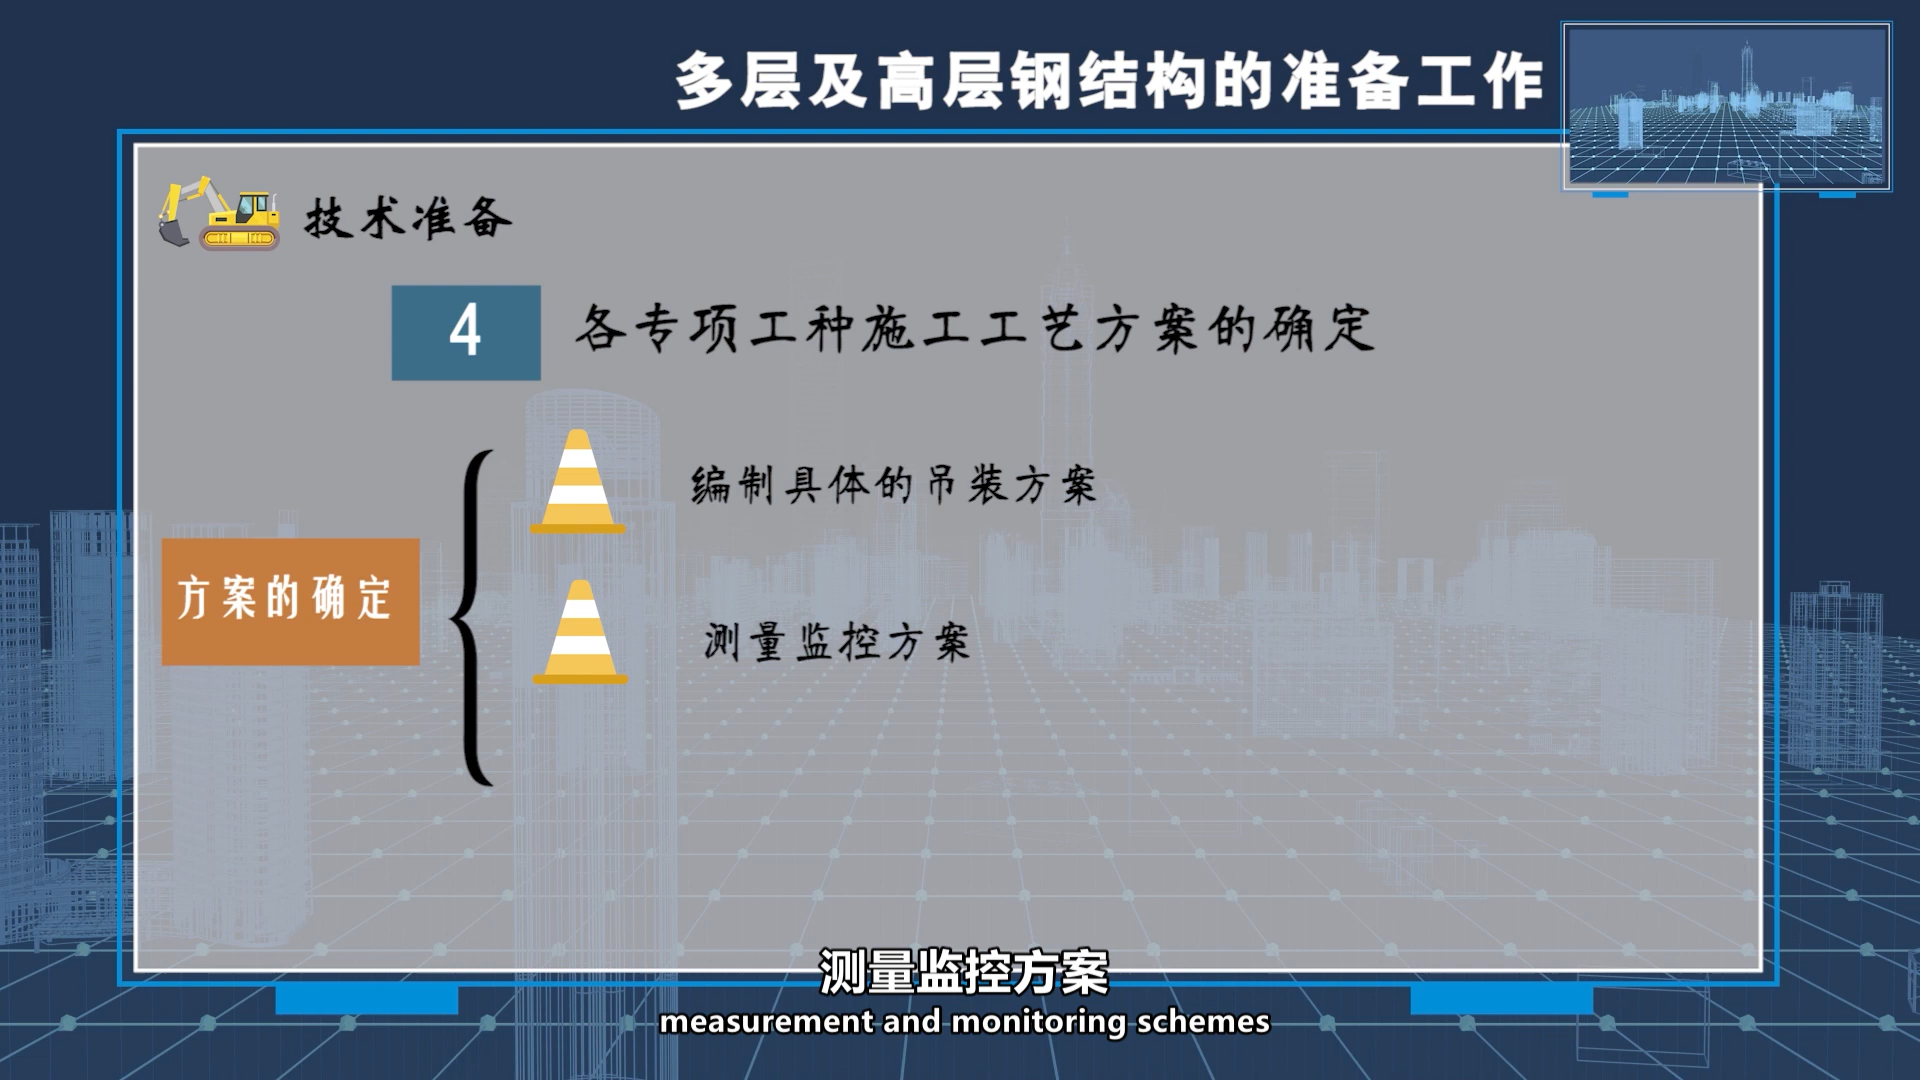 多层及高层钢结构的准备工作
技术准备
4 各专项工种施工工艺方案的确定
编制具体的吊装方案
方案的确定
测量监控方案
测量监控方案
measurement and monitoring schemes